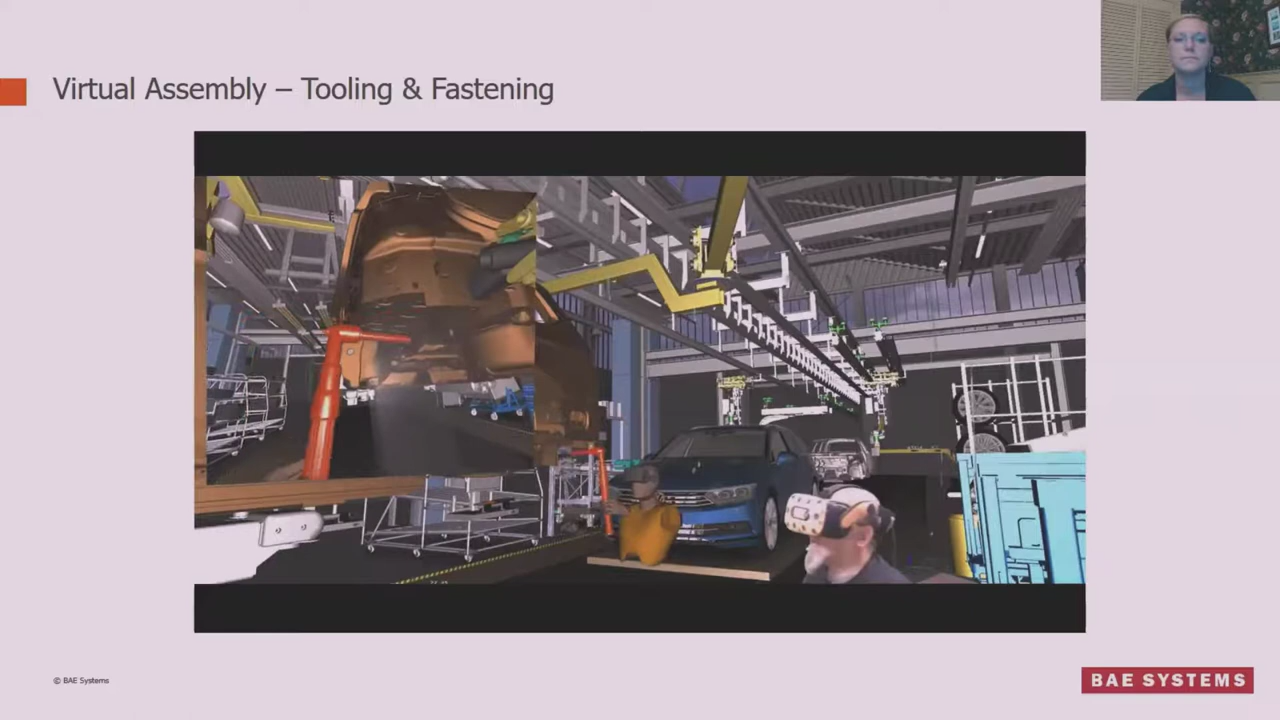 Virtual Assembly – Tooling & Fastening
© BAE Systems
BAE SYSTEMS